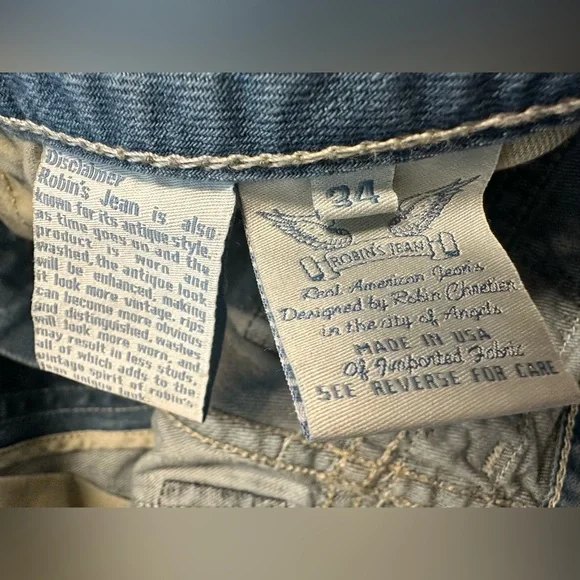 Disclaimer
Robin's Jean is also
known for its antique style.
as time goes on and the
product is worn and
washed, the antique look
will be enhanced, making
it look more vintage. rips
can become more obvious
and distinguished, washes
will look more worn, and
may result in less studs.
all of which adds to the
vintage spirit of robin's
jean
34
ROBIN'S JEAN
Real American Jean's
Designed by Robin Chretien
in the city of Angels
MADE IN USA
Of Imported Fabric
SEE REVERSE FOR CARE